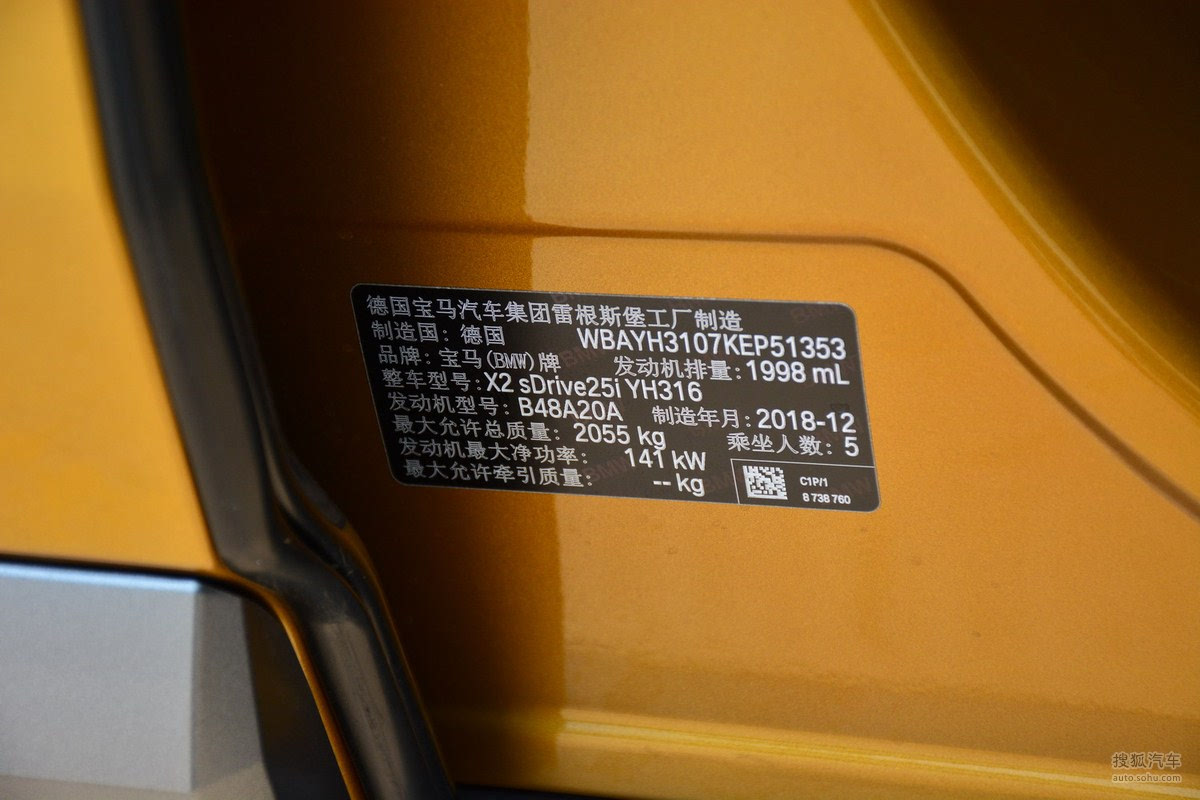 德国宝马汽车集团雷根斯堡工厂制造
制造国: 德国 WBAYH3107KEP51353
品牌: 宝马(BMW)牌 发动机排量: 1998 mL
整车型号: X2 sDrive25i YH316
发动机型号: B48A20A 制造年月: 2018-12
最大允许总质量: 2055 kg 乘坐人数: 5
发动机最大净功率: 141 kW
最大允许牵引质量: -- kg
C1P/1
8 738 760
搜狐汽车
auto.sohu.com